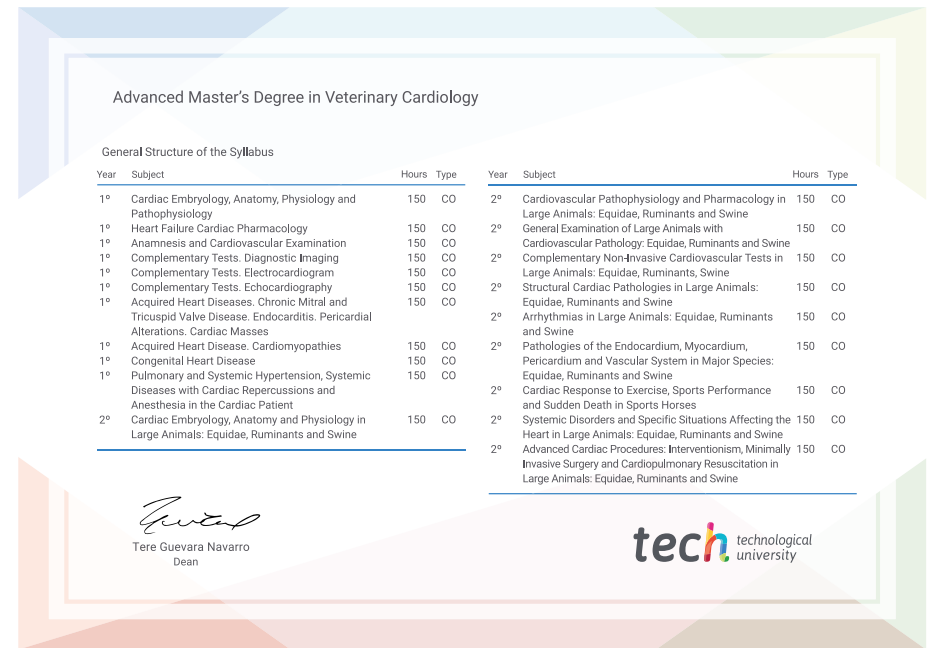 Advanced Master's Degree in Veterinary Cardiology
General Structure of the Syllabus
Year Subject Hours Type
1º Cardiac Embryology, Anatomy, Physiology and 150 CO
Pathophysiology
1º Heart Failure Cardiac Pharmacology 150 CO
1º Anamnesis and Cardiovascular Examination 150 CO
1º Complementary Tests. Diagnostic Imaging 150 CO
1º Complementary Tests. Electrocardiogram 150 CO
1º Complementary Tests. Echocardiography 150 CO
1º Acquired Heart Diseases. Chronic Mitral and 150 CO
Tricuspid Valve Disease. Endocarditis. Pericardial
Alterations. Cardiac Masses
1º Acquired Heart Disease. Cardiomyopathies 150 CO
1º Congenital Heart Disease 150 CO
1º Pulmonary and Systemic Hypertension, Systemic 150 CO
Diseases with Cardiac Repercussions and
Anesthesia in the Cardiac Patient
2º Cardiac Embryology, Anatomy and Physiology in 150 CO
Large Animals: Equidae, Ruminants and Swine
Year Subject Hours Type
2º Cardiovascular Pathophysiology and Pharmacology in 150 CO
Large Animals: Equidae, Ruminants and Swine
2º General Examination of Large Animals with 150 CO
Cardiovascular Pathology: Equidae, Ruminants and Swine
2º Complementary Non-Invasive Cardiovascular Tests in 150 CO
Large Animals: Equidae, Ruminants, Swine
2º Structural Cardiac Pathologies in Large Animals: 150 CO
Equidae, Ruminants and Swine
2º Arrhythmias in Large Animals: Equidae, Ruminants 150 CO
and Swine
2º Pathologies of the Endocardium, Myocardium, 150 CO
Pericardium and Vascular System in Major Species:
Equidae, Ruminants and Swine
2º Cardiac Response to Exercise, Sports Performance 150 CO
and Sudden Death in Sports Horses
2º Systemic Disorders and Specific Situations Affecting the 150 CO
Heart in Large Animals: Equidae, Ruminants and Swine
2º Advanced Cardiac Procedures: Interventionism, Minimally 150 CO
Invasive Surgery and Cardiopulmonary Resuscitation in
Large Animals: Equidae, Ruminants and Swine
Tere Guevara Navarro
Dean
tech technological
university